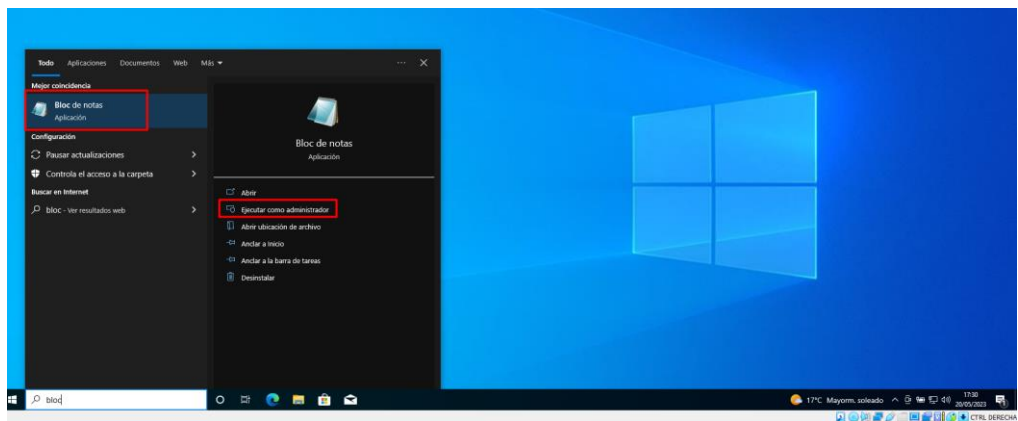 Todo Aplicaciones Documentos Web Más
Mejor coincidencia
Bloc de notas
Aplicación
Configuración
Pausar actualizaciones
Controla el acceso a la carpeta
Buscar en Internet
bloc - Ver resultados web
Bloc de notas
Aplicación
Abrir
Ejecutar como administrador
Abrir ubicación de archivo
Anclar a Inicio
Anclar a la barra de tareas
Desinstalar
bloc
17°C Mayorm. soleado
17:30
20/05/2023
CTRL DERECHA